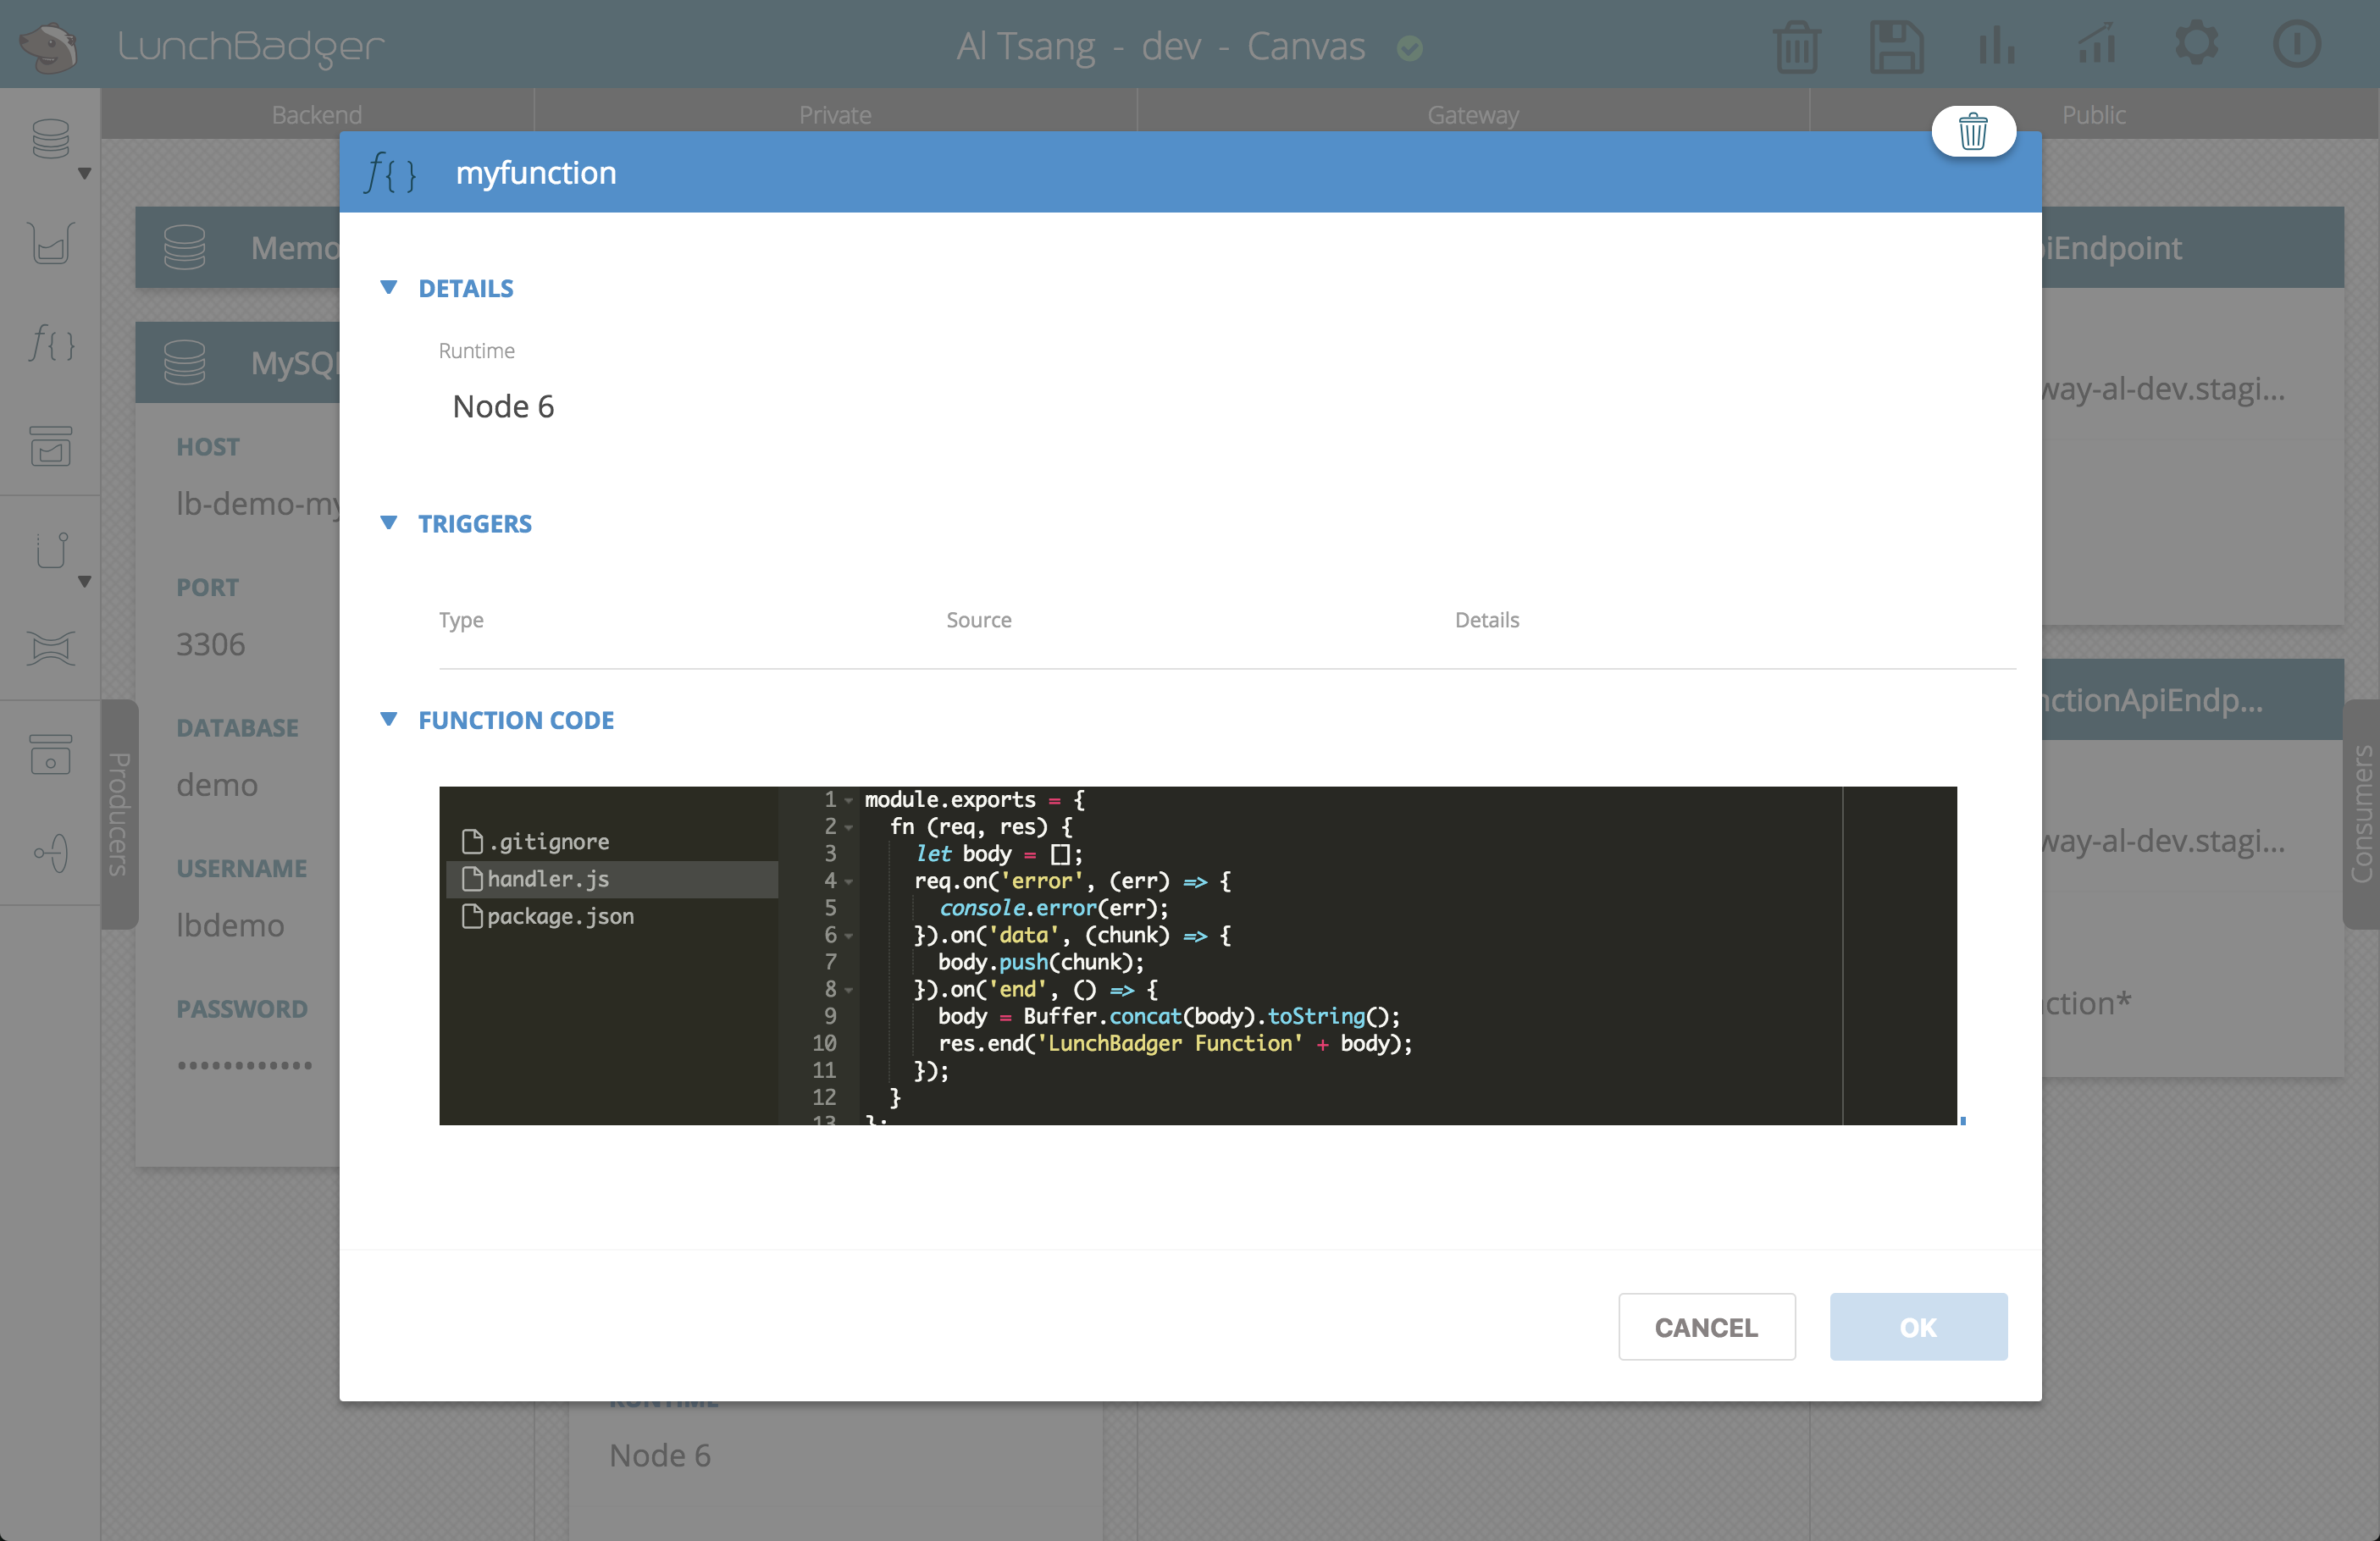 LunchBadger
Al Tsang - dev - Canvas
Backend
Private
Gateway
Public
f{ }
myfunction
Memo
iEndpoint
DETAILS
Runtime
Node 6
f{ }
MySQ
way-al-dev.stagi...
HOST
lb-demo-my
TRIGGERS
PORT
3306
Type
Source
Details
FUNCTION CODE
nctionApiEndp...
DATABASE
demo
Producers
Consumers
USERNAME
lbdemo
way-al-dev.stagi...
PASSWORD
••••••••••••
ction*
.gitignore
handler.js
package.json
1 module.exports = {
2   fn (req, res) {
3     let body = [];
4     req.on('error', (err) => {
5       console.error(err);
6     }).on('data', (chunk) => {
7       body.push(chunk);
8     }).on('end', () => {
9       body = Buffer.concat(body).toString();
10       res.end('LunchBadger Function' + body);
11     });
12   }
13 };
CANCEL
OK
RUNTIME
Node 6